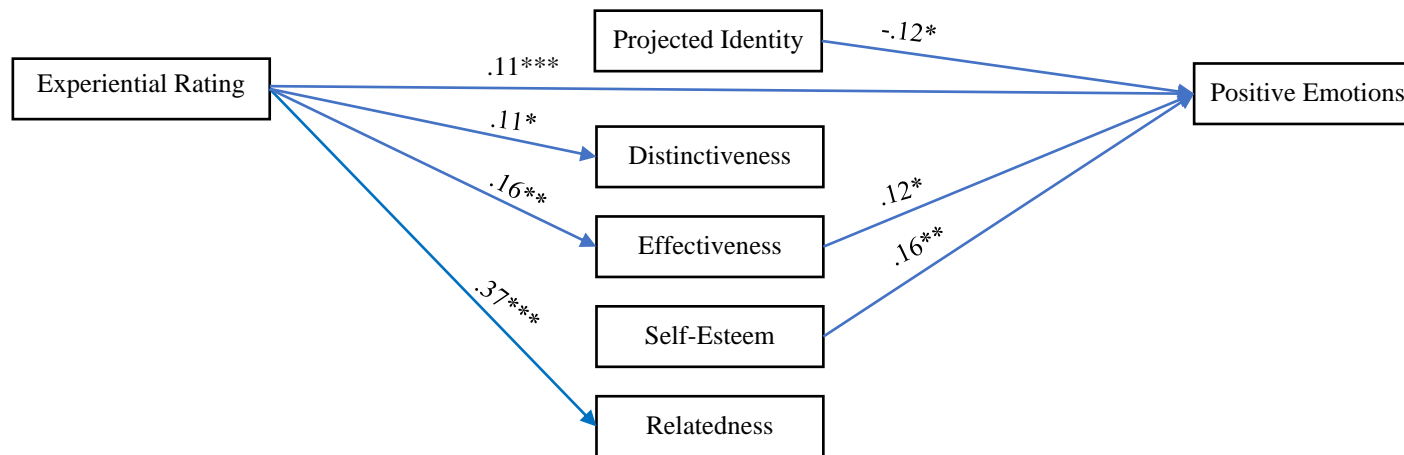 Projected Identity
-.12*
Experiential Rating
.11***
Positive Emotions
.11*
Distinctiveness
.16**
.12*
Effectiveness
.16**
.37***
Self-Esteem
Relatedness